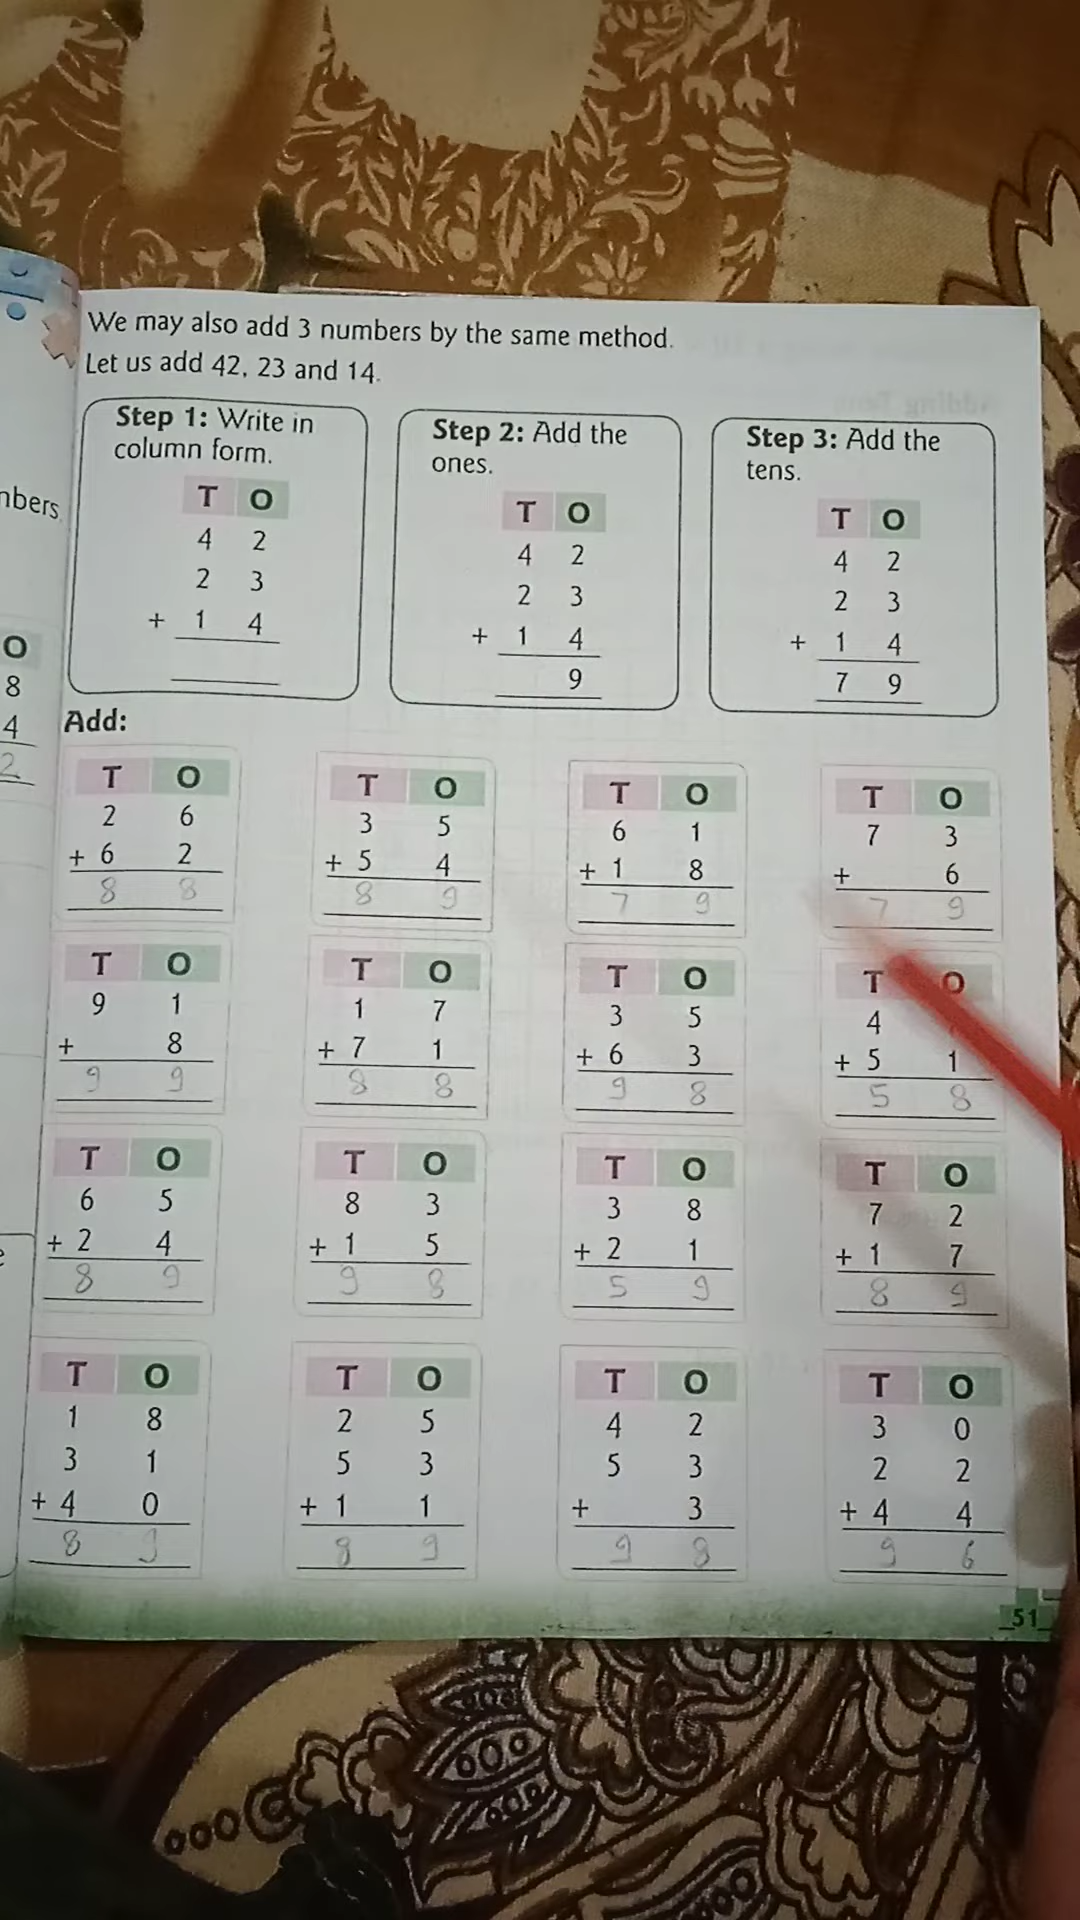 We may also add 3 numbers by the same method.
Let us add 42, 23 and 14.
Step 1: Write in
column form.
T O
4 2
2 3
+ 1 4
Step 2: Add the
ones.
T O
4 2
2 3
+ 1 4
9
Step 3: Add the
tens.
T O
4 2
2 3
+ 1 4
7 9
nbers
O
8
4
2
Add:
T O
2 6
+ 6 2
8 8
T O
3 5
+ 5 4
8 9
T O
6 1
+ 1 8
7 9
T O
7 3
+ 6
7 9
T O
9 1
+ 8
9 9
T O
1 7
+ 7 1
8 8
T O
3 5
+ 6 3
9 8
T O
4
+ 5 1
5 8
T O
6 5
+ 2 4
8 9
T O
8 3
+ 1 5
9 8
T O
3 8
+ 2 1
5 9
T O
7 2
+ 1 7
8 9
T O
1 8
3 1
+ 4 0
8 9
T O
2 5
5 3
+ 1 1
8 9
T O
4 2
5 3
+ 3
9 8
T O
3 0
2 2
+ 4 4
9 6
51